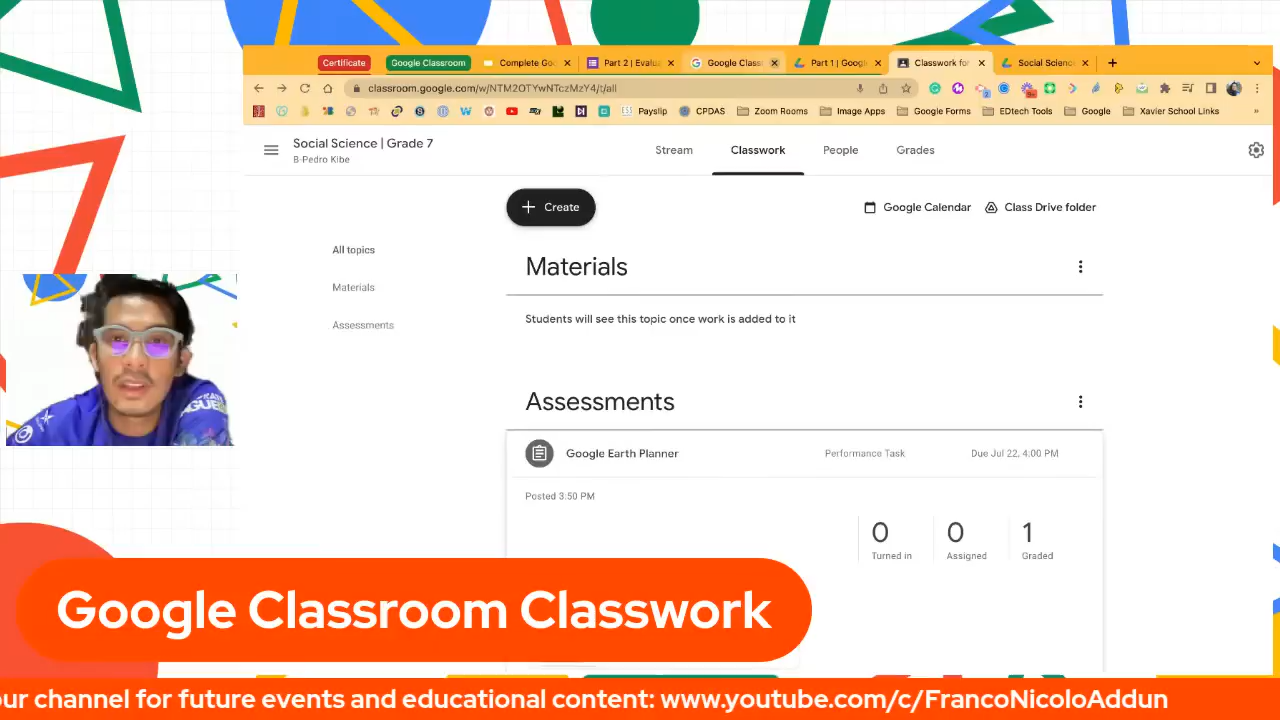 Certificate
Google Classroom
Complete Go
Part 2 | Evalua
Google Class
Part 1 | Goog
Classwork for
Social Scienc
classroom.google.com/w/NTM2OTYwNTczMzY4/t/all
Payslip
CPDAS
Zoom Rooms
Image Apps
Google Forms
EDtech Tools
Google
Xavier School Links
Social Science | Grade 7
B-Pedro Kibe
Stream
Classwork
People
Grades
Create
Google Calendar
Class Drive folder
All topics
Materials
Assessments
Materials
Students will see this topic once work is added to it
Assessments
Google Earth Planner
Performance Task
Due Jul 22, 4:00 PM
Posted 3:50 PM
0
0
1
Turned in
Assigned
Graded
Google Classroom Classwork
our channel for future events and educational content: www.youtube.com/c/FrancoNicoloAddun